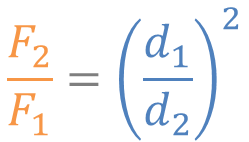 F₂/F₁ = (d₁/d₂)²